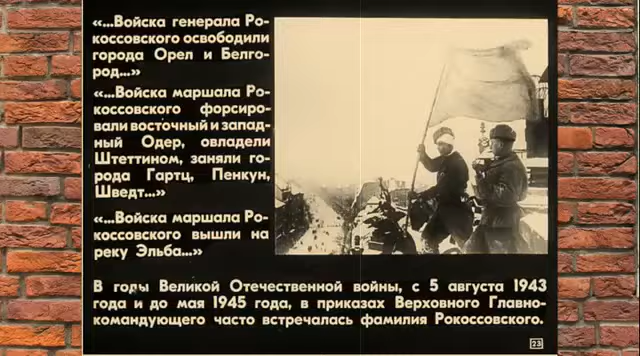 «...Войска генерала Ро-
коссовского освободили
города Орел и Белго-
род...»
«...Войска маршала Ро-
коссовского форсиро-
вали восточный и запад-
ный Одер, овладели
Штеттином, заняли го-
рода Гартц, Пенкун,
Шведт...»
«...Войска маршала Ро-
коссовского вышли на
реку Эльба...»
В годы Великой Отечественной войны, с 5 августа 1943
года и до мая 1945 года, в приказах Верховного Главно-
командующего часто встречалась фамилия Рокоссовского.
23